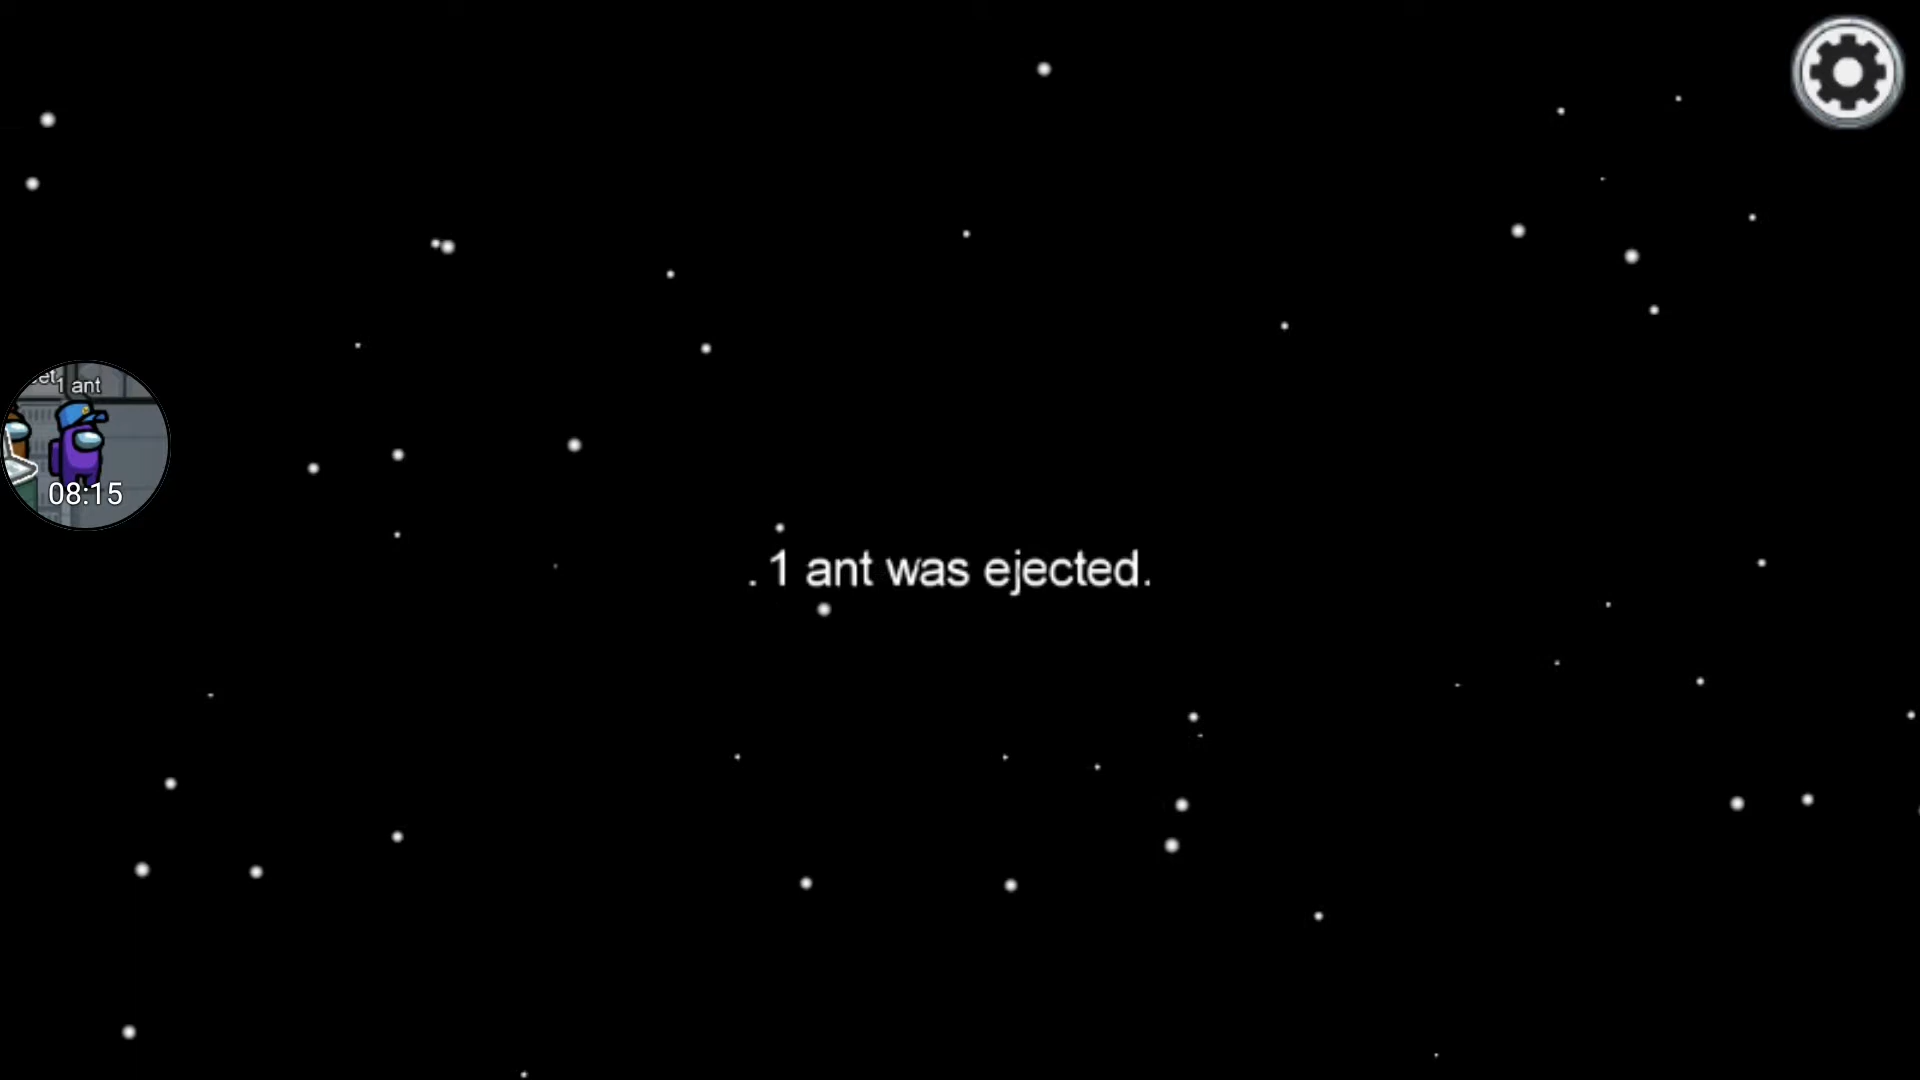 1 ant
08:15
. 1 ant was ejected.